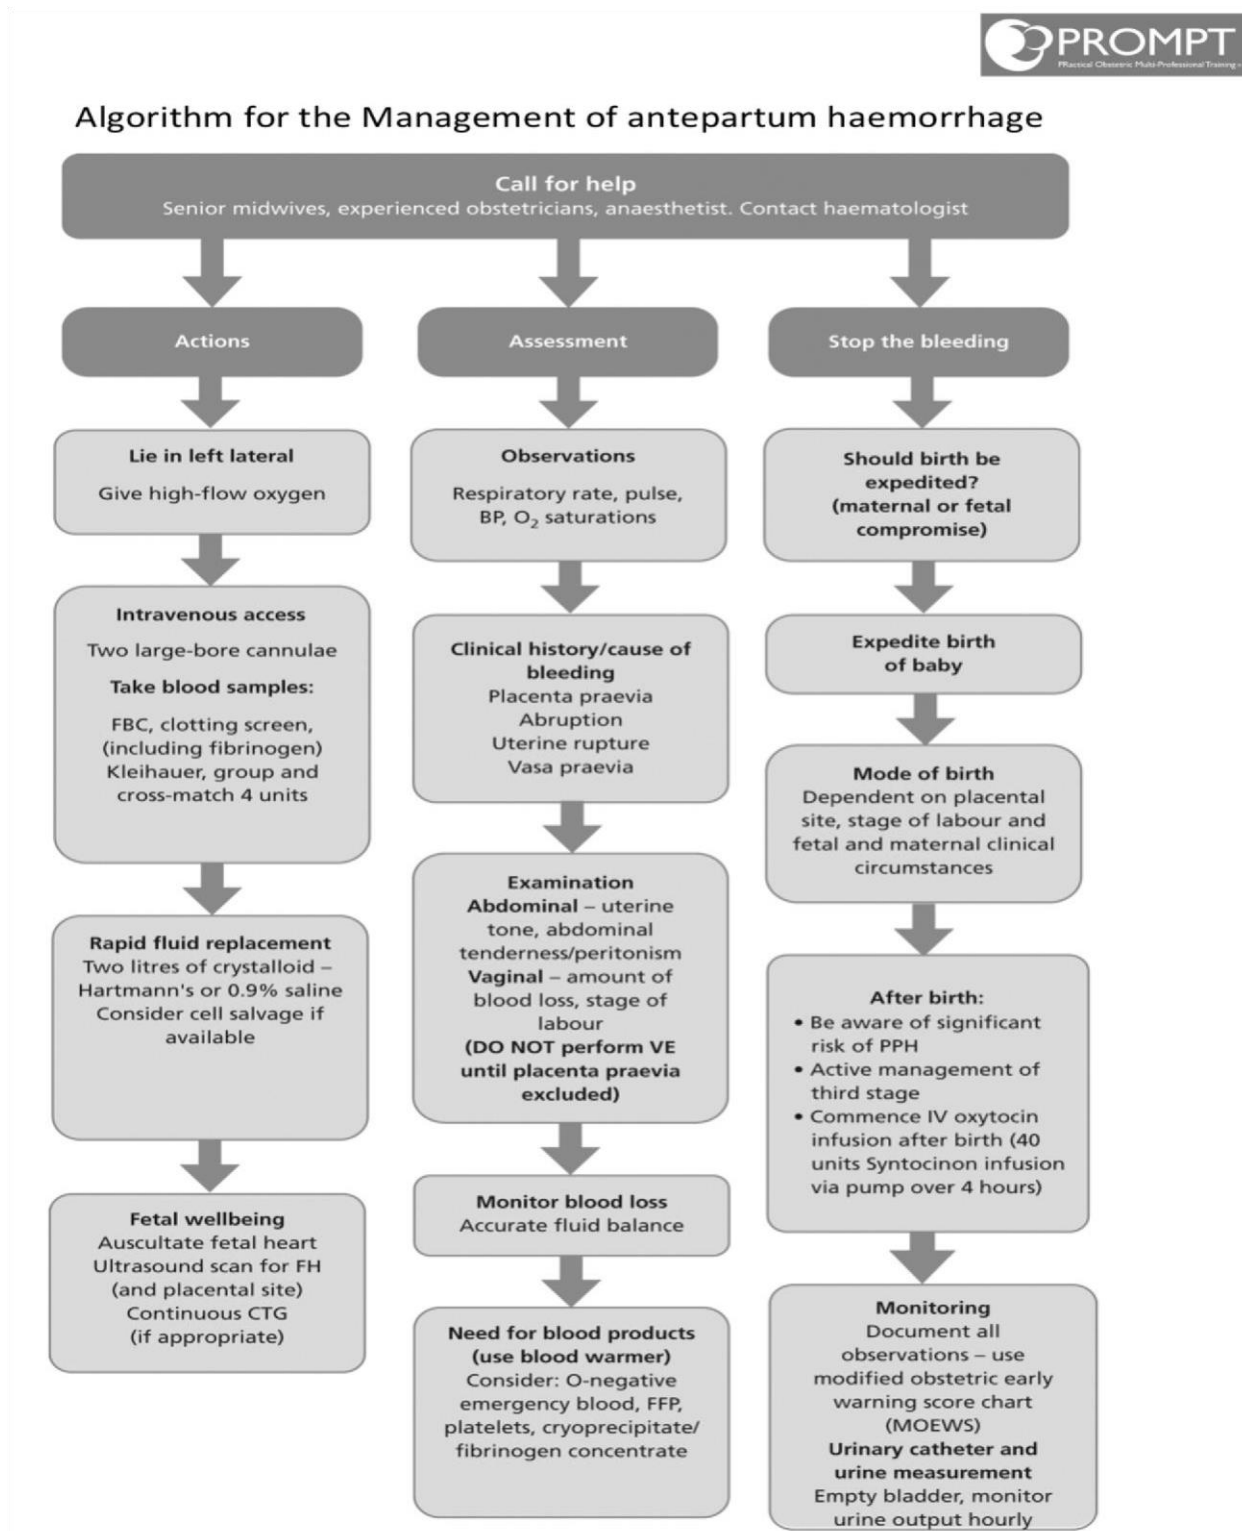 PROMPT
PRactical Obstetric Multi-Professional Training
Algorithm for the Management of antepartum haemorrhage
Call for help
Senior midwives, experienced obstetricians, anaesthetist. Contact haematologist
Actions
Lie in left lateral
Give high-flow oxygen
Intravenous access
Two large-bore cannulae
Take blood samples:
FBC, clotting screen,
(including fibrinogen)
Kleihauer, group and
cross-match 4 units
Rapid fluid replacement
Two litres of crystalloid –
Hartmann's or 0.9% saline
Consider cell salvage if
available
Fetal wellbeing
Auscultate fetal heart
Ultrasound scan for FH
(and placental site)
Continuous CTG
(if appropriate)
Assessment
Observations
Respiratory rate, pulse,
BP, O₂ saturations
Clinical history/cause of
bleeding
Placenta praevia
Abruption
Uterine rupture
Vasa praevia
Examination
Abdominal – uterine
tone, abdominal
tenderness/peritonism
Vaginal – amount of
blood loss, stage of
labour
(DO NOT perform VE
until placenta praevia
excluded)
Monitor blood loss
Accurate fluid balance
Need for blood products
(use blood warmer)
Consider: O-negative
emergency blood, FFP,
platelets, cryoprecipitate/
fibrinogen concentrate
Stop the bleeding
Should birth be
expedited?
(maternal or fetal
compromise)
Expedite birth
of baby
Mode of birth
Dependent on placental
site, stage of labour and
fetal and maternal clinical
circumstances
After birth:
• Be aware of significant
risk of PPH
• Active management of
third stage
• Commence IV oxytocin
infusion after birth (40
units Syntocinon infusion
via pump over 4 hours)
Monitoring
Document all
observations – use
modified obstetric early
warning score chart
(MOEWS)
Urinary catheter and
urine measurement
Empty bladder, monitor
urine output hourly